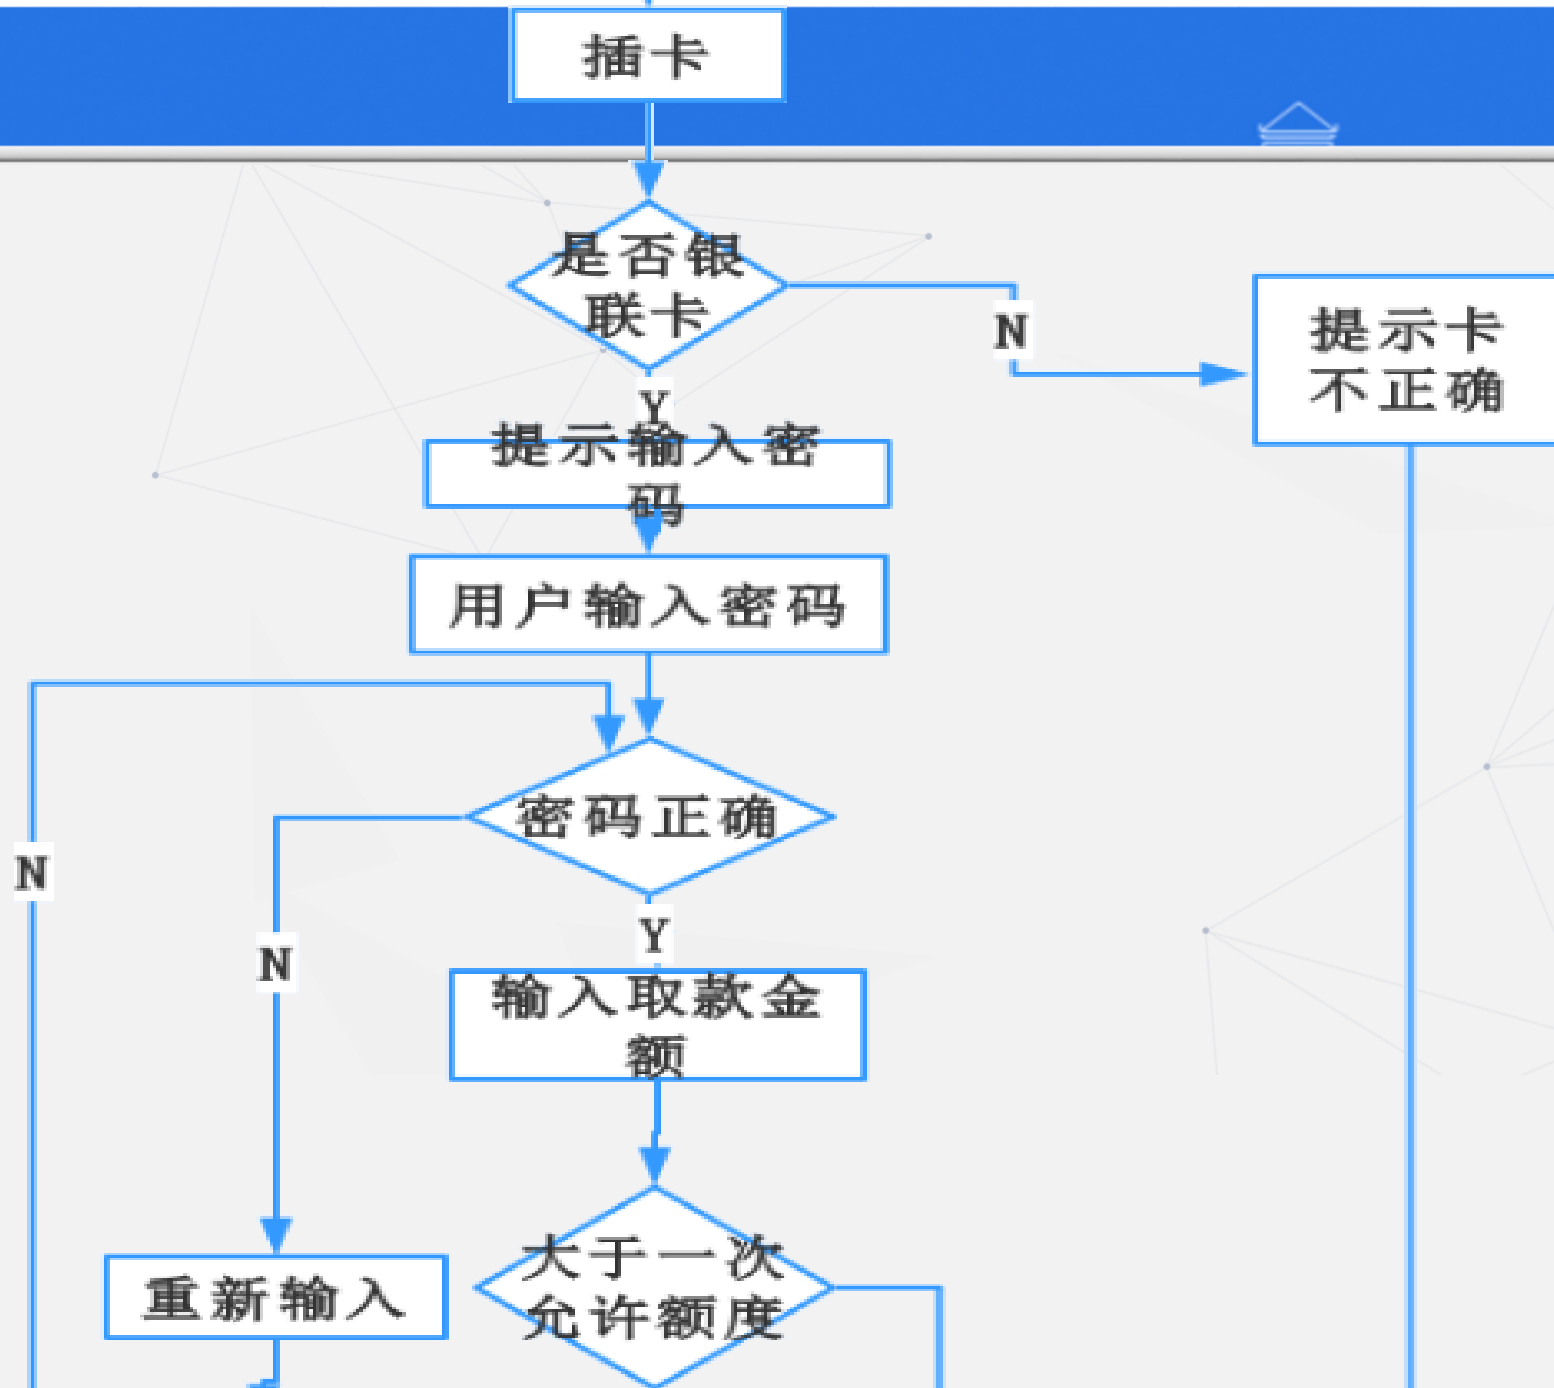 插卡
是否银
联卡
N
提示卡
不正确
Y
提示输入密
码
用户输入密码
密码正确
N
N
Y
输入取款金
额
重新输入
大于一次
允许额度